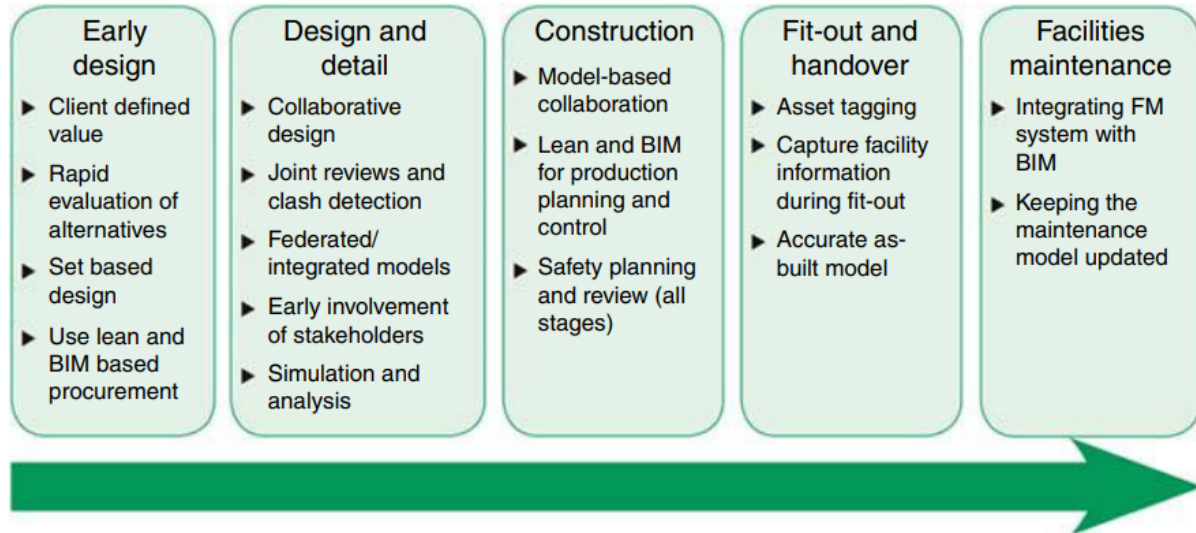 Early
design
Client defined
value
Rapid
evaluation of
alternatives
Set based
design
Use lean and
BIM based
procurement
Design and
detail
Collaborative
design
Joint reviews and
clash detection
Federated/
integrated models
Early involvement
of stakeholders
Simulation and
analysis
Construction
Model-based
collaboration
Lean and BIM
for production
planning and
control
Safety planning
and review (all
stages)
Fit-out and
handover
Asset tagging
Capture facility
information
during fit-out
Accurate as-
built model
Facilities
maintenance
Integrating FM
system with
BIM
Keeping the
maintenance
model updated